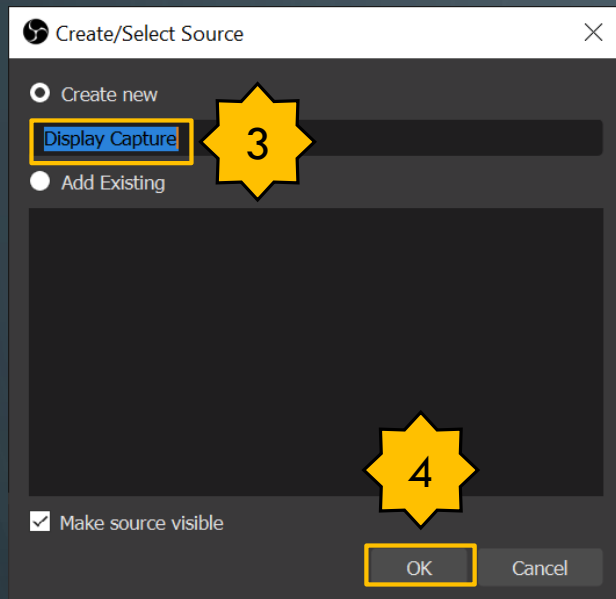 Create/Select Source
Create new
Display Capture
3
Add Existing
4
Make source visible
OK Cancel